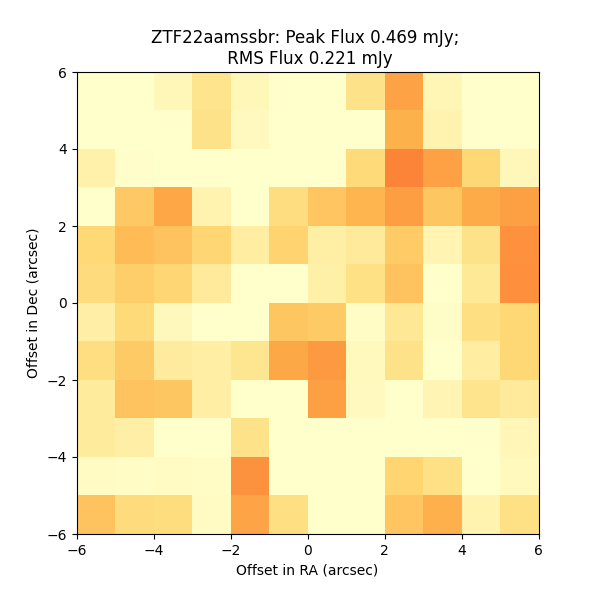 ZTF22aamssbr: Peak Flux 0.469 mJy;
RMS Flux 0.221 mJy
6
4
2
0
−2
−4
−6
Offset in Dec (arcsec)
−6 −4 −2 0 2 4 6
Offset in RA (arcsec)